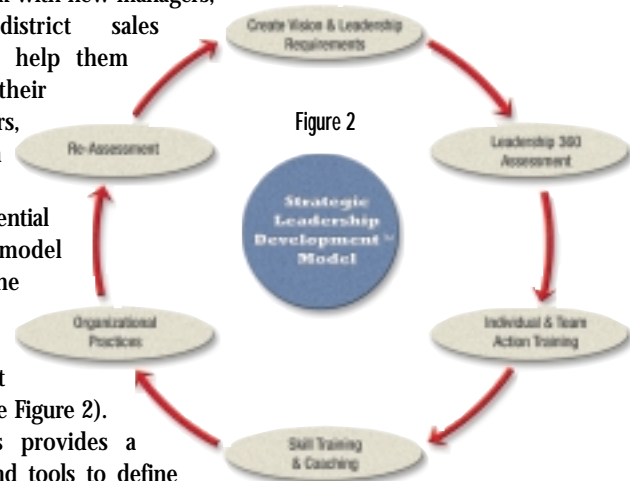 with new managers,
district sales
help them
their
rs,
ential
model
he
t
e Figure 2).
s provides a
nd tools to define
Figure 2
Create Vision & Leadership
Requirements
Leadership 360
Assessment
Individual & Team
Action Training
Skill Training
& Coaching
Organizational
Practices
Re-Assessment
Strategic
Leadership
Development™
Model